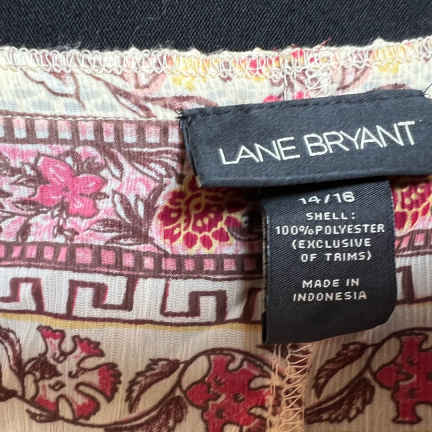 LANE BRYANT
14/16
SHELL:
100%POLYESTER
(EXCLUSIVE
OF TRIMS)
MADE IN
INDONESIA